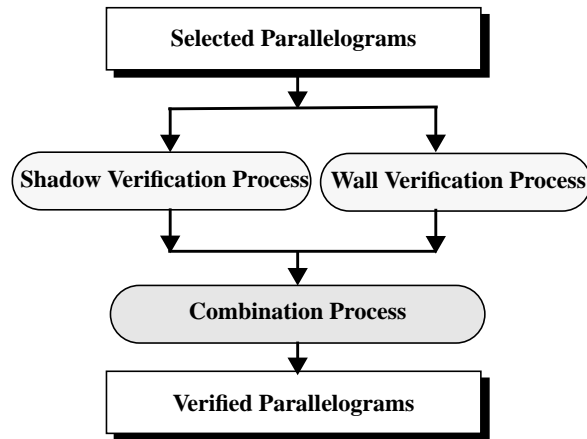 Selected Parallelograms
Shadow Verification Process
Wall Verification Process
Combination Process
Verified Parallelograms